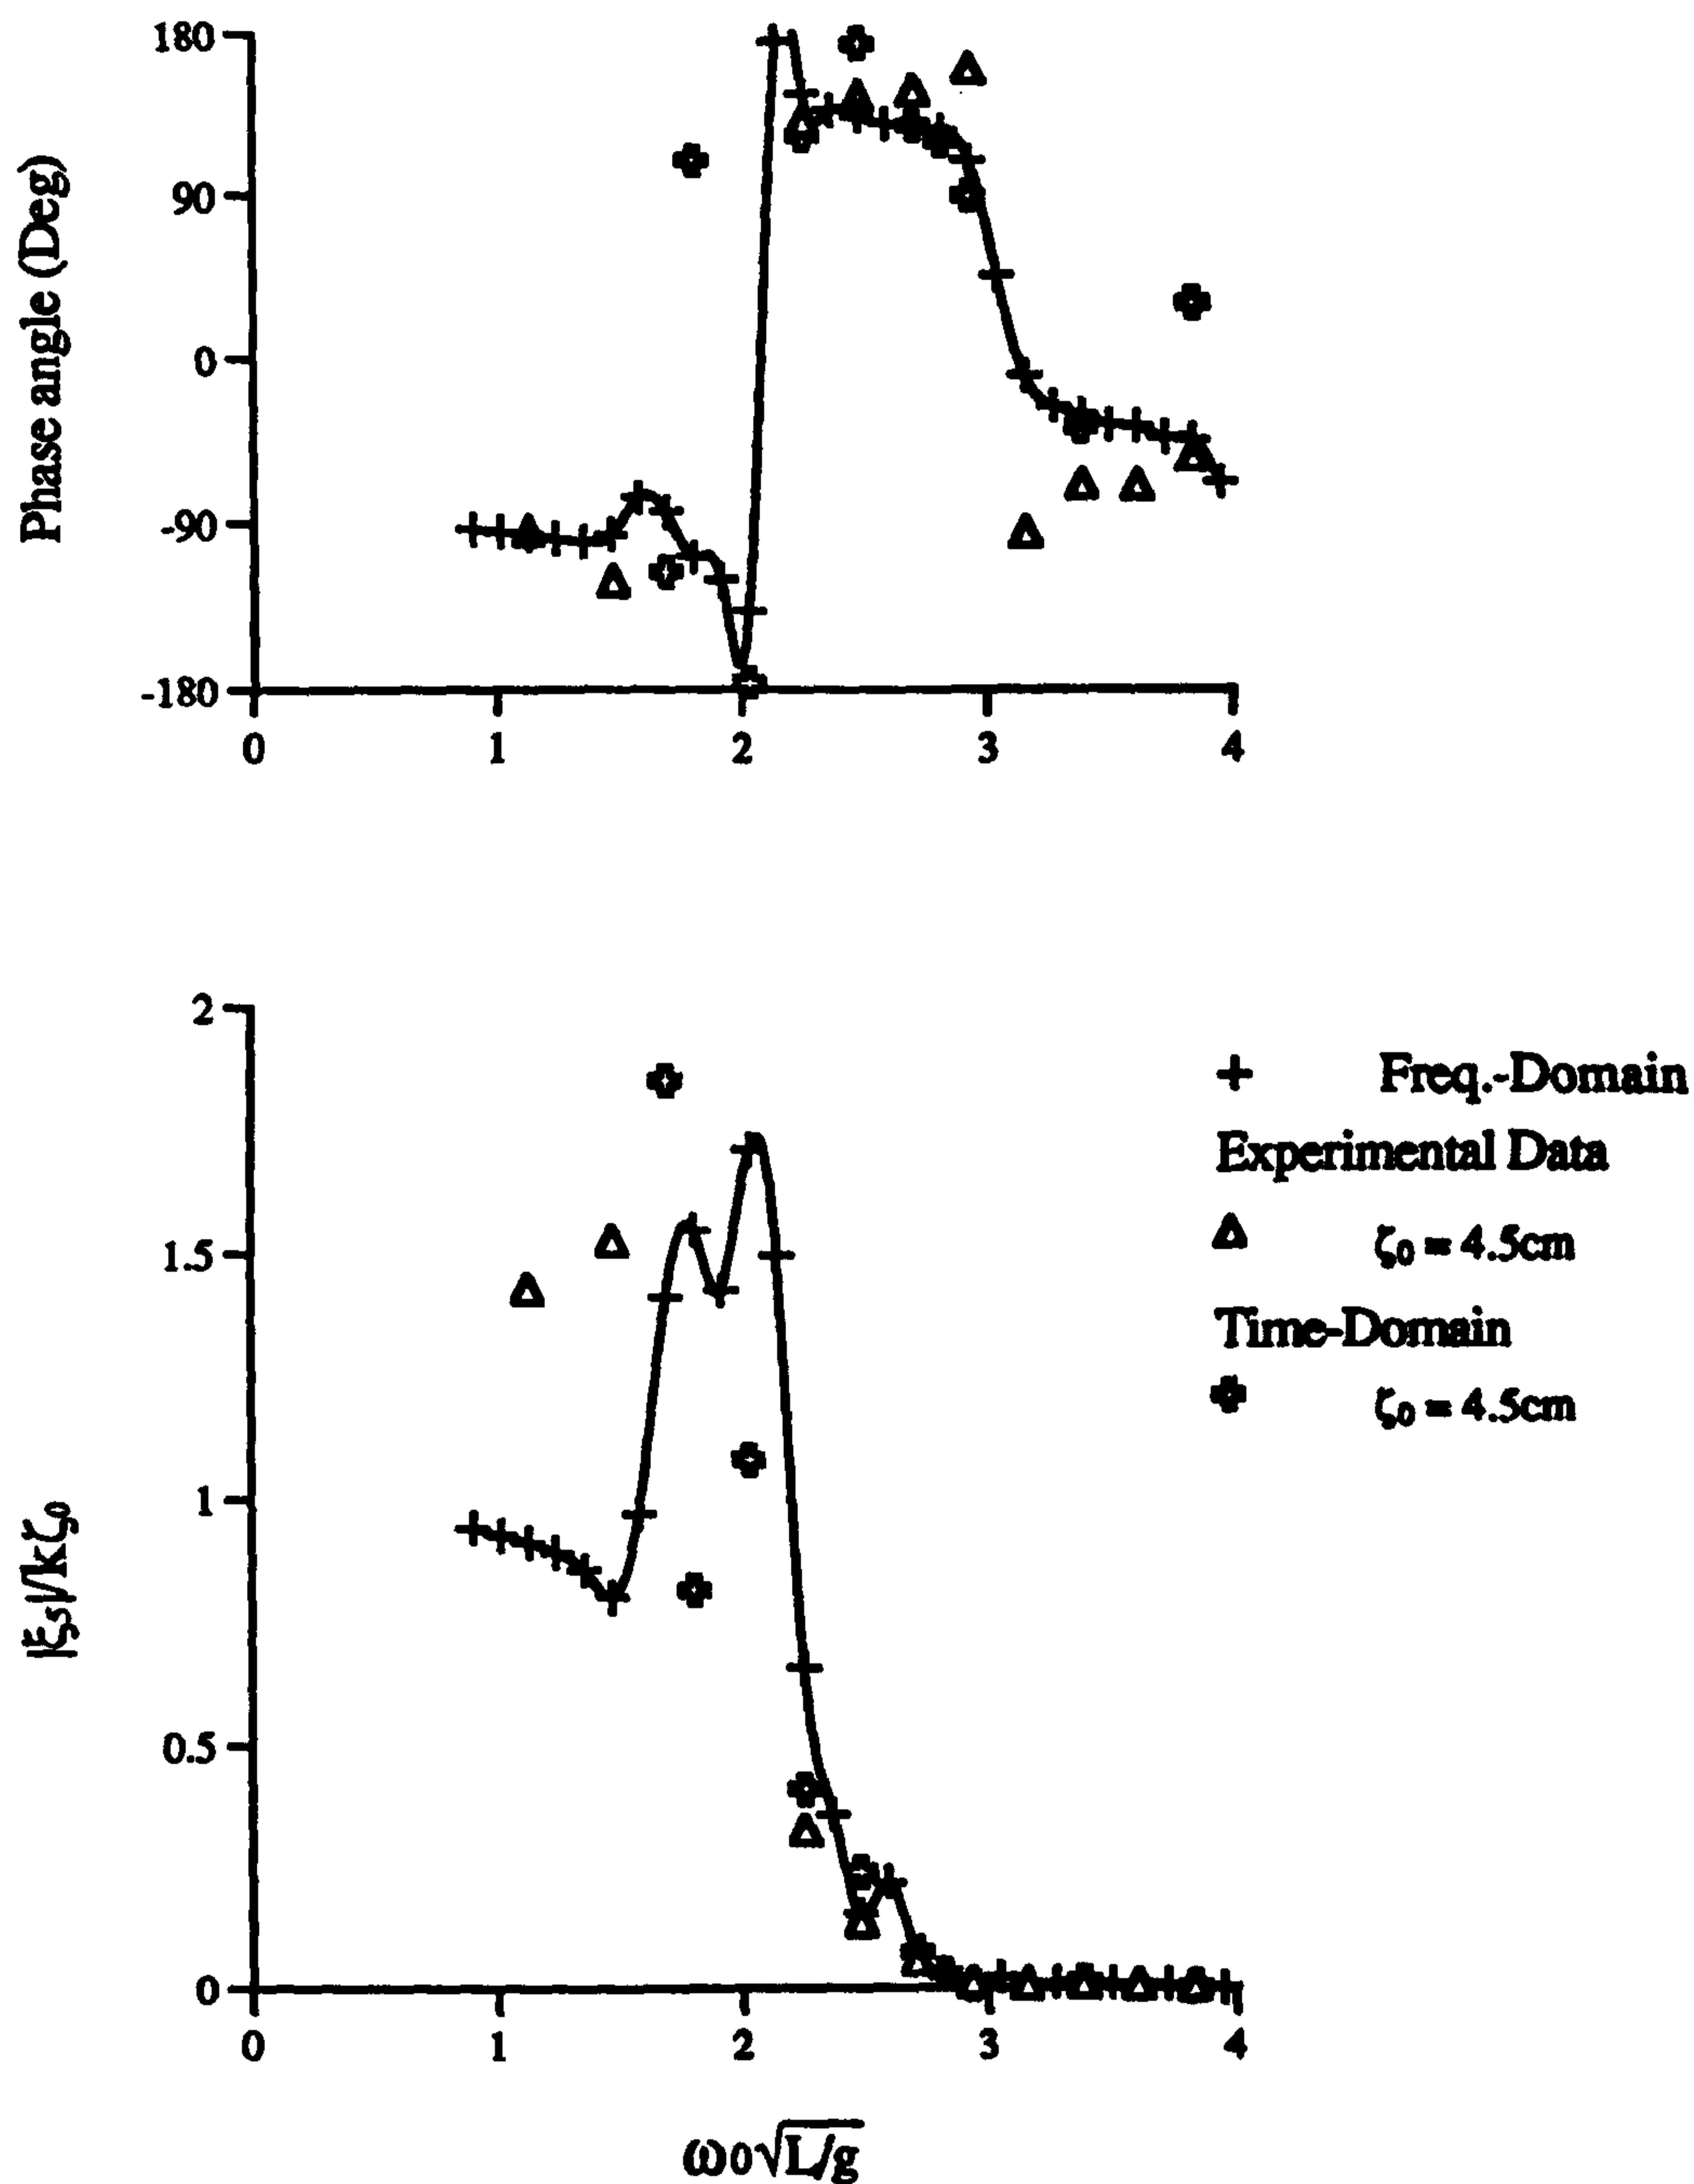 Phase angle (Deg)
180
90
0
-90
-180
0 1 2 3 4
|ξ5|/kζ0
2
1.5
1
0.5
0
0 1 2 3 4
ω0√L/g
+ Freq.-Domain
Experimental Data
ζ0 = 4.5cm
Time-Domain
ζ0 = 4.5cm